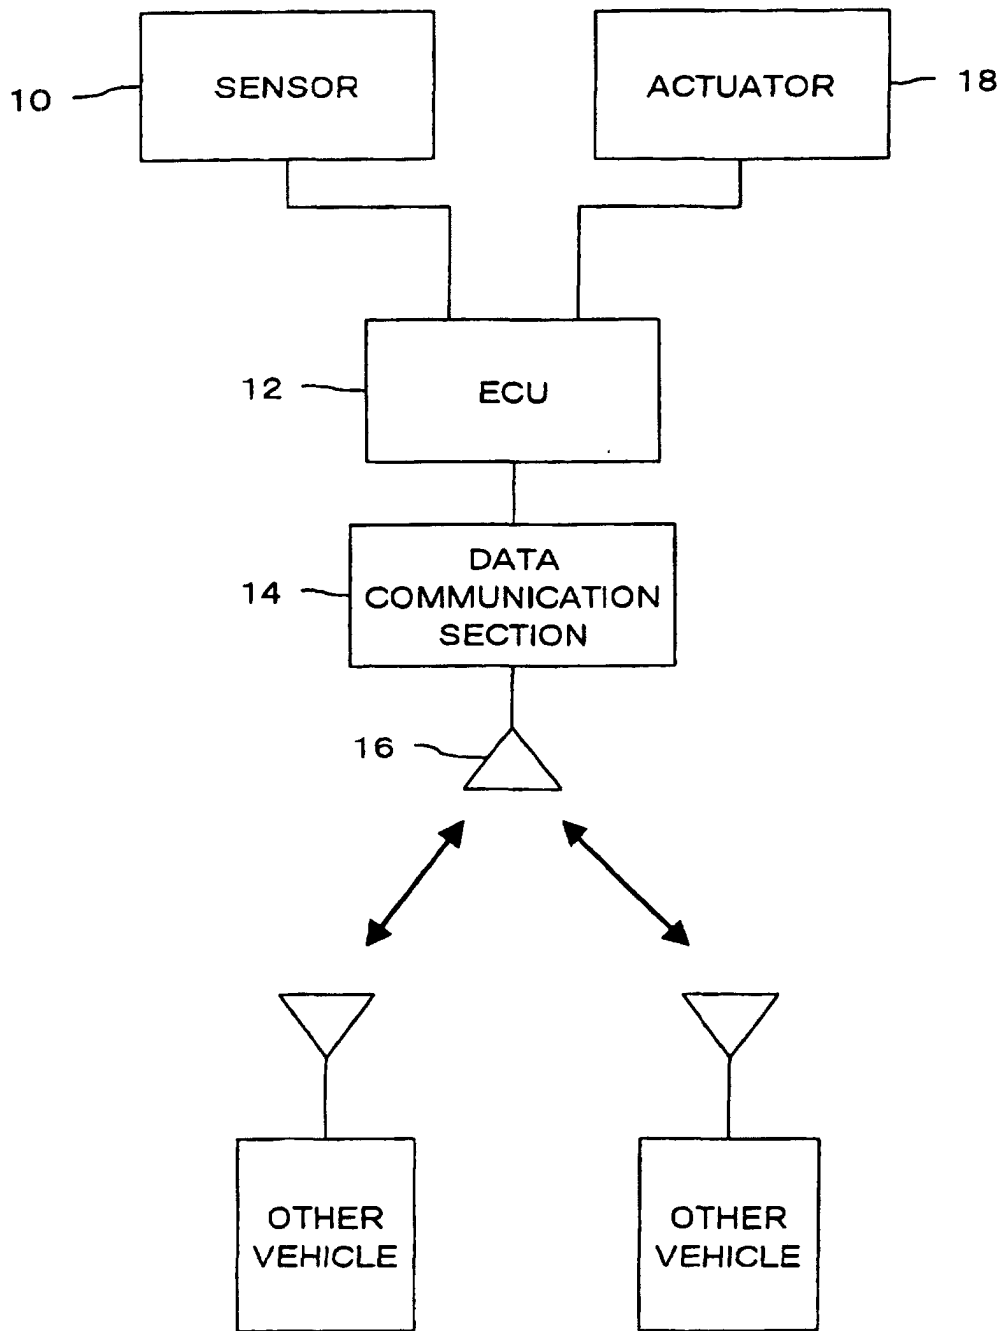 10
SENSOR
ACTUATOR
18
12
ECU
14
DATA
COMMUNICATION
SECTION
16
OTHER
VEHICLE
OTHER
VEHICLE